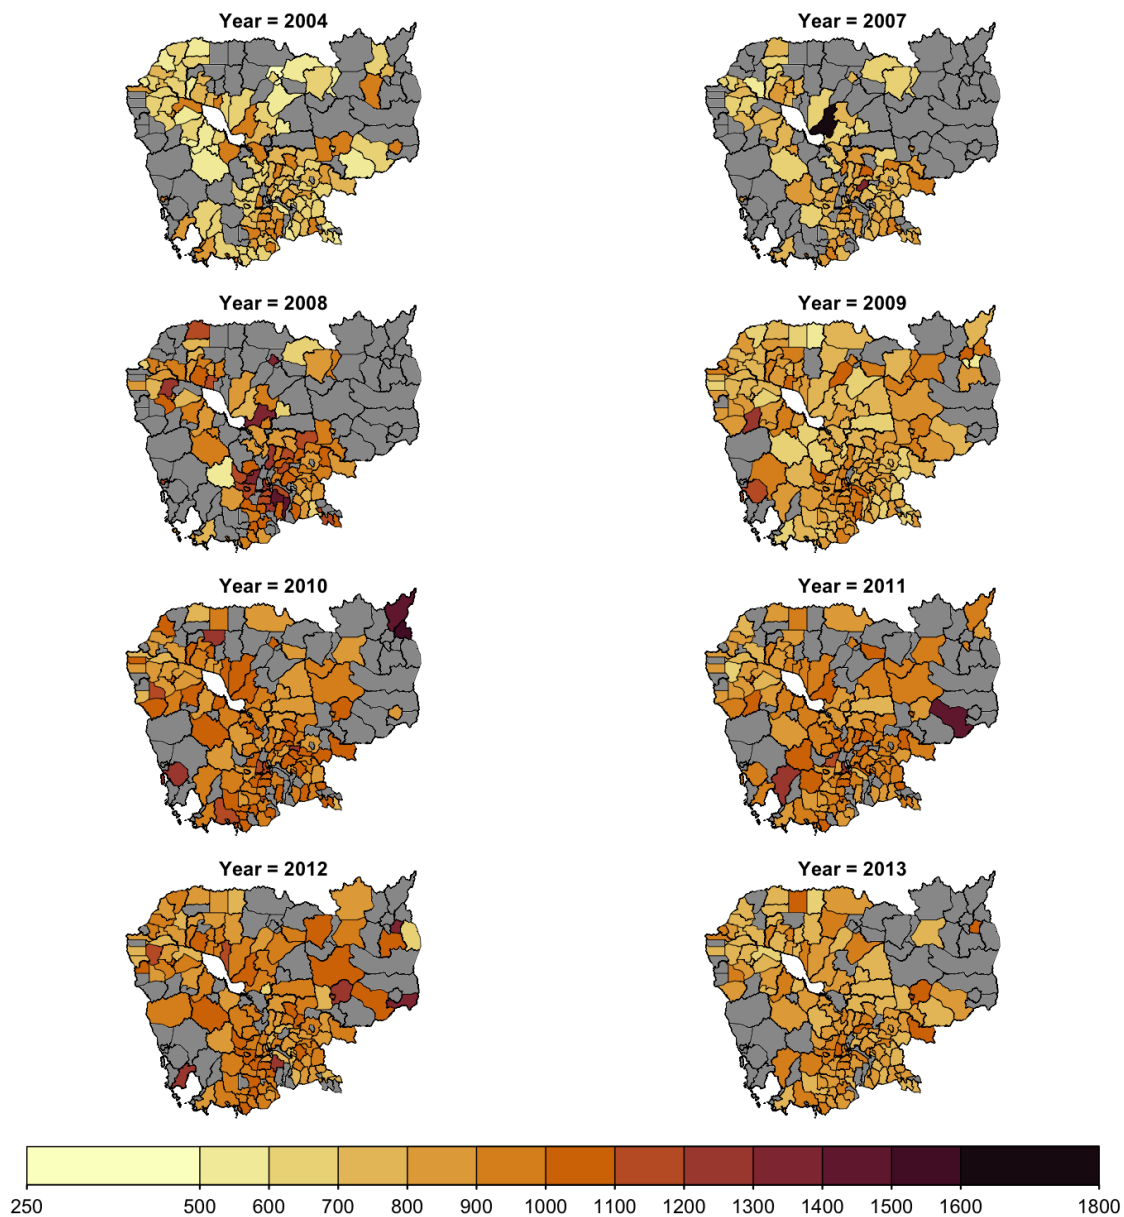 Year = 2004 Year = 2007
Year = 2008 Year = 2009
Year = 2010 Year = 2011
Year = 2012 Year = 2013
250 500 600 700 800 900 1000 1100 1200 1300 1400 1500 1600 1800